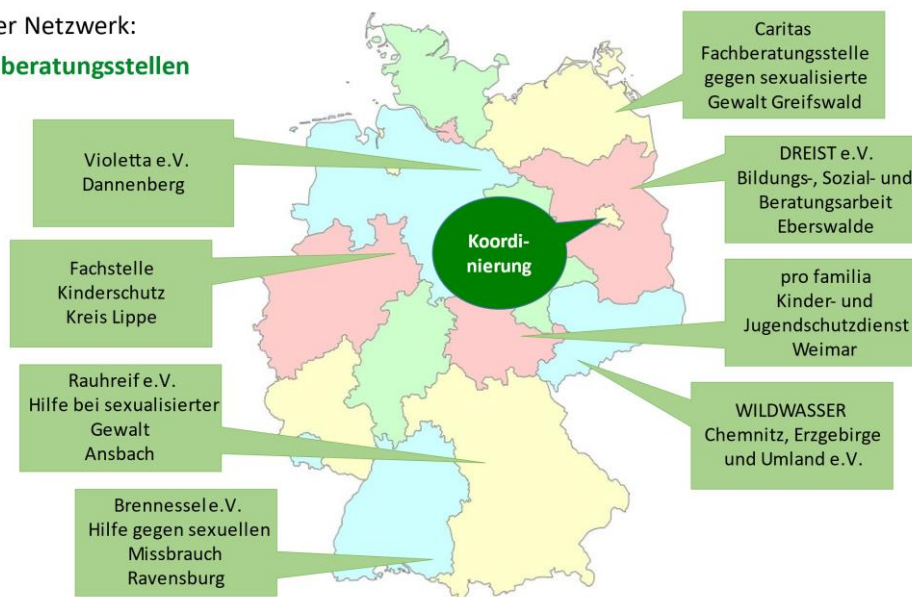 er Netzwerk:
beratungsstellen
Caritas
Fachberatungsstelle
gegen sexualisierte
Gewalt Greifswald
Violetta e.V.
Dannenberg
DREIST e.V.
Bildungs-, Sozial- und
Beratungsarbeit
Eberswalde
Koordi-
nierung
Fachstelle
Kinderschutz
Kreis Lippe
pro familia
Kinder- und
Jugendschutzdienst
Weimar
Rauhreif e.V.
Hilfe bei sexualisierter
Gewalt
Ansbach
WILDWASSER
Chemnitz, Erzgebirge
und Umland e.V.
Brennessel e.V.
Hilfe gegen sexuellen
Missbrauch
Ravensburg